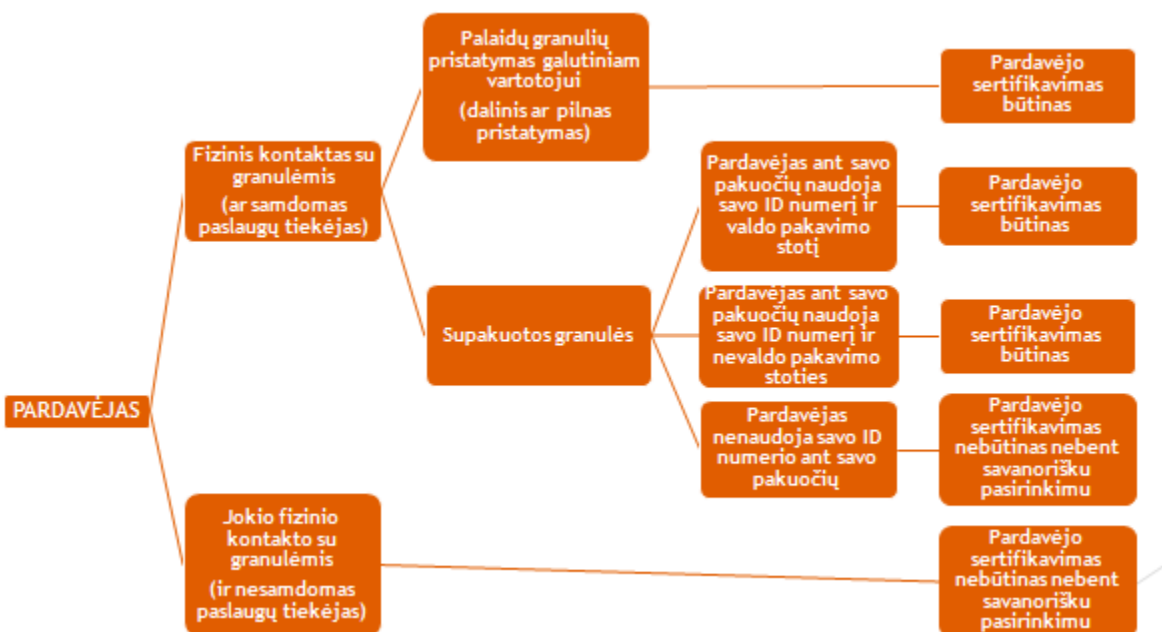 PARDAVĖJAS
Fizinis kontaktas su
granulėmis
(ar samdomas
paslaugų tiekėjas)
Palaidų granulių
pristatymas galutiniam
vartotojui
(dalinis ar pilnas
pristatymas)
Pardavėjo
sertifikavimas
būtinas
Supakuotos granulės
Pardavėjas ant savo
pakuočių naudoja
savo ID numerį ir
valdo pakavimo
stotį
Pardavėjo
sertifikavimas
būtinas
Pardavėjas ant savo
pakuočių naudoja
savo ID numerį ir
nevaldo pakavimo
stoties
Pardavėjo
sertifikavimas
būtinas
Pardavėjas
nenaudoja savo ID
numerio ant savo
pakuočių
Pardavėjo
sertifikavimas
nebūtinas nebent
savanorišku
pasirinkimu
Jokio fizinio
kontakto su
granulėmis
(ir nesamdomas
paslaugų tiekėjas)
Pardavėjo
sertifikavimas
nebūtinas nebent
savanorišku
pasirinkimu